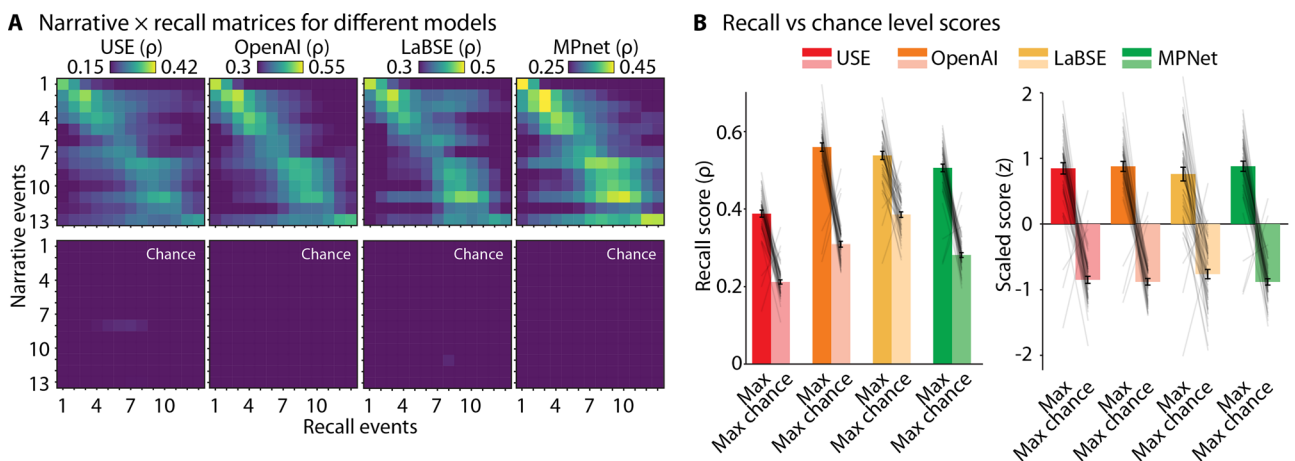 A Narrative × recall matrices for different models
USE (ρ) OpenAI (ρ) LaBSE (ρ) MPnet (ρ)
0.15 0.42 0.3 0.55 0.3 0.5 0.25 0.45
Narrative events
1
4
7
10
13
Chance Chance Chance Chance
1
4
7
10
13
1 4 7 10 1 4 7 10 1 4 7 10 1 4 7 10
Recall events
B Recall vs chance level scores
USE OpenAI LaBSE MPNet
Recall score (ρ)
0.6
0.4
0.2
0
Max Max chance Max Max chance Max Max chance Max Max chance
Scaled score (z)
2
1
0
-1
-2
Max Max chance Max Max chance Max Max chance Max Max chance